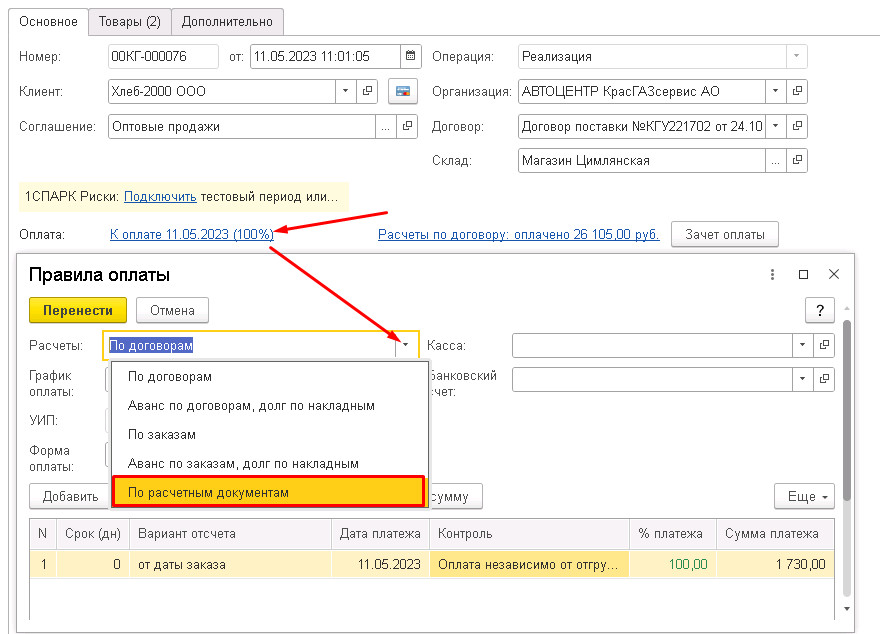 Основное Товары (2) Дополнительно
Номер: 00КГ-000076 от: 11.05.2023 11:01:05 Операция: Реализация
Клиент: Хлеб-2000 ООО Организация: АВТОЦЕНТР КрасГАЗсервис АО
Соглашение: Оптовые продажи ... Договор: Договор поставки №КГУ221702 от 24.10
Склад: Магазин Цимлянская ...
1СПАРК Риски: Подключить тестовый период или...
Оплата: К оплате 11.05.2023 (100%) Расчеты по договору: оплачено 26 105,00 руб. Зачет оплаты
Правила оплаты
Перенести Отмена ?
Расчеты: По договорам Касса:
График оплаты: По договорам Банковский
счет:
Аванс по договорам, долг по накладным
УИП: По заказам
Форма оплаты: Аванс по заказам, долг по накладным
Добавить По расчетным документам сумму Еще
N Срок (дн) Вариант отсчета Дата платежа Контроль % платежа Сумма платежа
1 0 от даты заказа 11.05.2023 Оплата независимо от отгру... 100,00 1 730,00